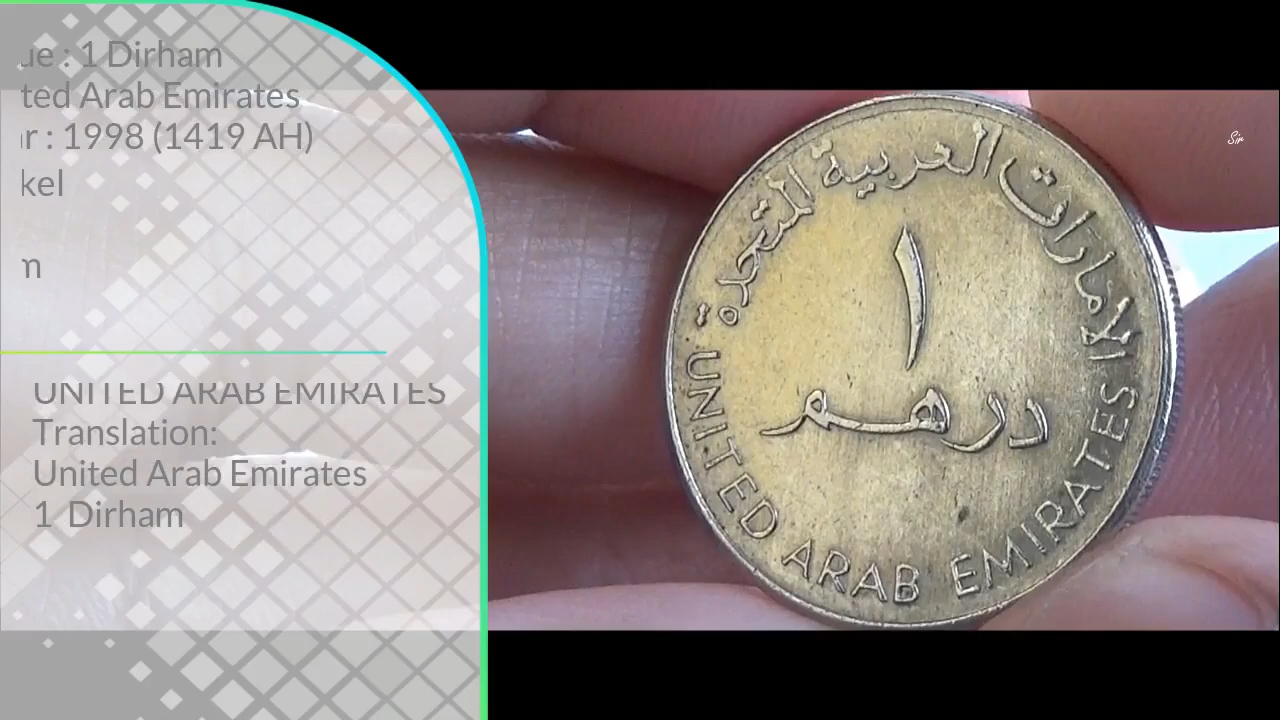 ue : 1 Dirham
ted Arab Emirates
r : 1998 (1419 AH)
kel
m
UNITED ARAB EMIRATES
Translation:
United Arab Emirates
1 Dirham
الإمارات العربية المتحدة
١
درهم
UNITED ARAB EMIRATES
Sir